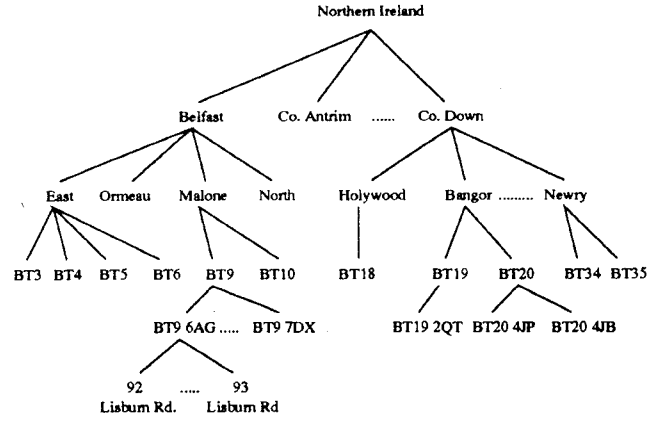 Northern Ireland
Belfast Co. Antrim ...... Co. Down
East Ormeau Malone North Holywood Bangor ......... Newry
BT3 BT4 BT5 BT6 BT9 BT10 BT18 BT19 BT20 BT34 BT35
BT9 6AG ..... BT9 7DX BT19 2QT BT20 4JP BT20 4JB
92 ..... 93
Lisburn Rd. Lisburn Rd